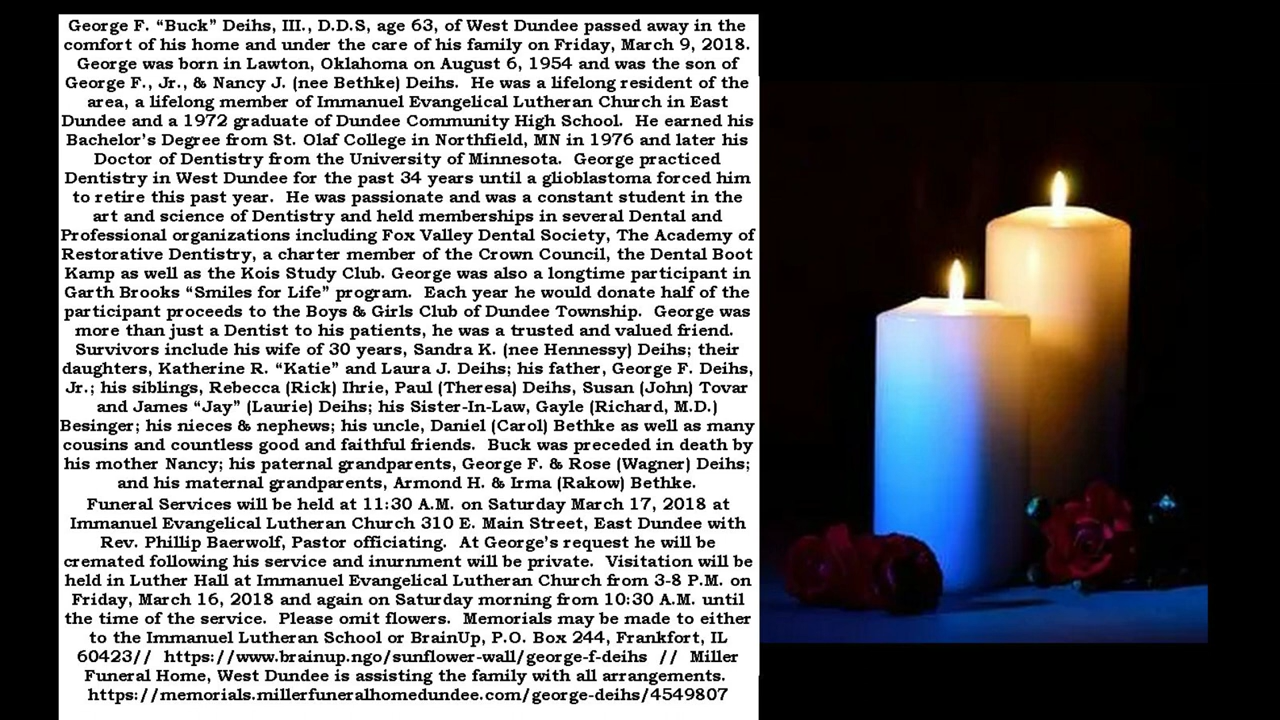 George F. “Buck” Deihs, III., D.D.S, age 63, of West Dundee passed away in the
comfort of his home and under the care of his family on Friday, March 9, 2018.
George was born in Lawton, Oklahoma on August 6, 1954 and was the son of
George F., Jr., & Nancy J. (nee Bethke) Deihs.  He was a lifelong resident of the
area, a lifelong member of Immanuel Evangelical Lutheran Church in East
Dundee and a 1972 graduate of Dundee Community High School.  He earned his
Bachelor’s Degree from St. Olaf College in Northfield, MN in 1976 and later his
Doctor of Dentistry from the University of Minnesota.  George practiced
Dentistry in West Dundee for the past 34 years until a glioblastoma forced him
to retire this past year.  He was passionate and was a constant student in the
art and science of Dentistry and held memberships in several Dental and
Professional organizations including Fox Valley Dental Society, The Academy of
Restorative Dentistry, a charter member of the Crown Council, the Dental Boot
Kamp as well as the Kois Study Club. George was also a longtime participant in
Garth Brooks “Smiles for Life” program.  Each year he would donate half of the
participant proceeds to the Boys & Girls Club of Dundee Township.  George was
more than just a Dentist to his patients, he was a trusted and valued friend.
Survivors include his wife of 30 years, Sandra K. (nee Hennessy) Deihs; their
daughters, Katherine R. “Katie” and Laura J. Deihs; his father, George F. Deihs,
Jr.; his siblings, Rebecca (Rick) Ihrie, Paul (Theresa) Deihs, Susan (John) Tovar
and James “Jay” (Laurie) Deihs; his Sister-In-Law, Gayle (Richard, M.D.)
Besinger; his nieces & nephews; his uncle, Daniel (Carol) Bethke as well as many
cousins and countless good and faithful friends.  Buck was preceded in death by
his mother Nancy; his paternal grandparents, George F. & Rose (Wagner) Deihs;
and his maternal grandparents, Armond H. & Irma (Rakow) Bethke.
Funeral Services will be held at 11:30 A.M. on Saturday March 17, 2018 at
Immanuel Evangelical Lutheran Church 310 E. Main Street, East Dundee with
Rev. Phillip Baerwolf, Pastor officiating.  At George’s request he will be
cremated following his service and inurnment will be private.  Visitation will be
held in Luther Hall at Immanuel Evangelical Lutheran Church from 3-8 P.M. on
Friday, March 16, 2018 and again on Saturday morning from 10:30 A.M. until
the time of the service.  Please omit flowers.  Memorials may be made to either
to the Immanuel Lutheran School or BrainUp, P.O. Box 244, Frankfort, IL
60423//  https://www.brainup.ngo/sunflower-wall/george-f-deihs  //  Miller
Funeral Home, West Dundee is assisting the family with all arrangements.
https://memorials.millerfuneralhomedundee.com/george-deihs/4549807